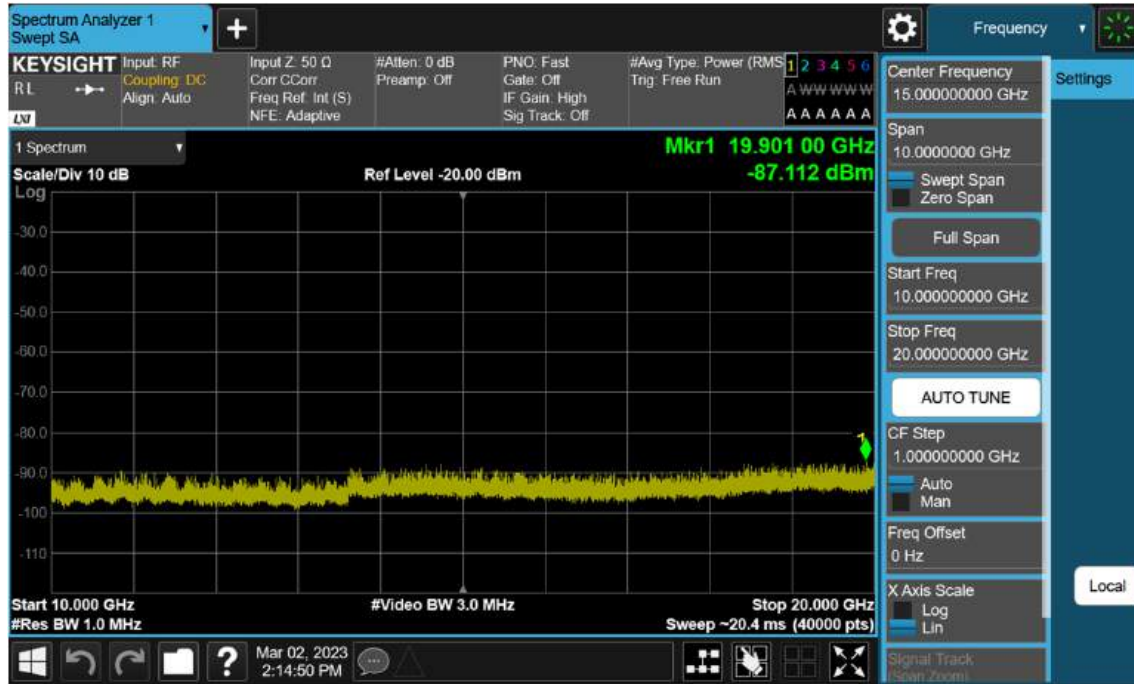 Spectrum Analyzer 1
Swept SA
+
Frequency
KEYSIGHT
RL
LXI
Input: RF
Coupling: DC
Align: Auto
Input Z: 50 Ω
Corr CCorr
Freq Ref: Int (S)
NFE: Adaptive
#Atten: 0 dB
Preamp: Off
PNO: Fast
Gate: Off
IF Gain: High
Sig Track: Off
#Avg Type: Power (RMS
Trig: Free Run
1 2 3 4 5 6
A W W W W W
A A A A A A
1 Spectrum
Scale/Div 10 dB
Ref Level -20.00 dBm
Mkr1 19.901 00 GHz
-87.112 dBm
Log
-30.0
-40.0
-50.0
-60.0
-70.0
-80.0
-90.0
-100
-110
1
Start 10.000 GHz
#Video BW 3.0 MHz
Stop 20.000 GHz
#Res BW 1.0 MHz
Sweep ~20.4 ms (40000 pts)
?
Mar 02, 2023
2:14:50 PM
Center Frequency
15.000000000 GHz
Span
10.0000000 GHz
Swept Span
Zero Span
Full Span
Start Freq
10.000000000 GHz
Stop Freq
20.000000000 GHz
AUTO TUNE
CF Step
1.000000000 GHz
Auto
Man
Freq Offset
0 Hz
X Axis Scale
Log
Lin
Signal Track
(Span Zoom)
Settings
Local